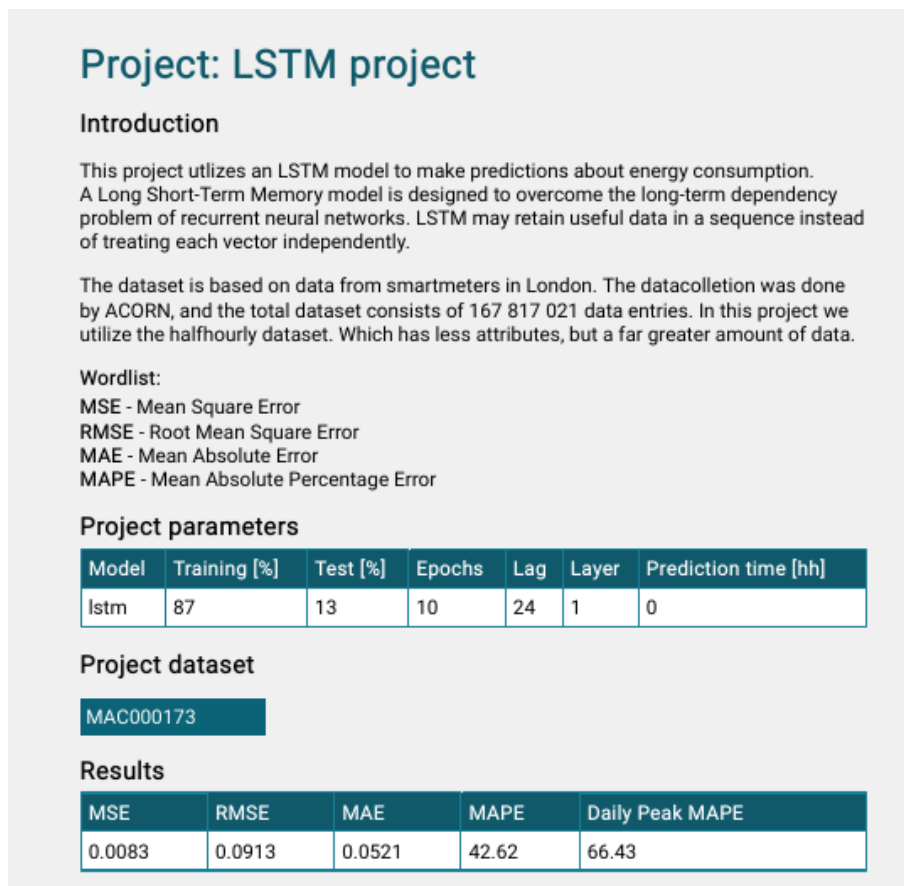 Project: LSTM project
Introduction
This project utlizes an LSTM model to make predictions about energy consumption.
A Long Short-Term Memory model is designed to overcome the long-term dependency
problem of recurrent neural networks. LSTM may retain useful data in a sequence instead
of treating each vector independently.
The dataset is based on data from smartmeters in London. The datacolletion was done
by ACORN, and the total dataset consists of 167 817 021 data entries. In this project we
utilize the halfhourly dataset. Which has less attributes, but a far greater amount of data.
Wordlist:
MSE - Mean Square Error
RMSE - Root Mean Square Error
MAE - Mean Absolute Error
MAPE - Mean Absolute Percentage Error
Project parameters
Model Training [%] Test [%] Epochs Lag Layer Prediction time [hh]
lstm 87 13 10 24 1 0
Project dataset
MAC000173
Results
MSE RMSE MAE MAPE Daily Peak MAPE
0.0083 0.0913 0.0521 42.62 66.43